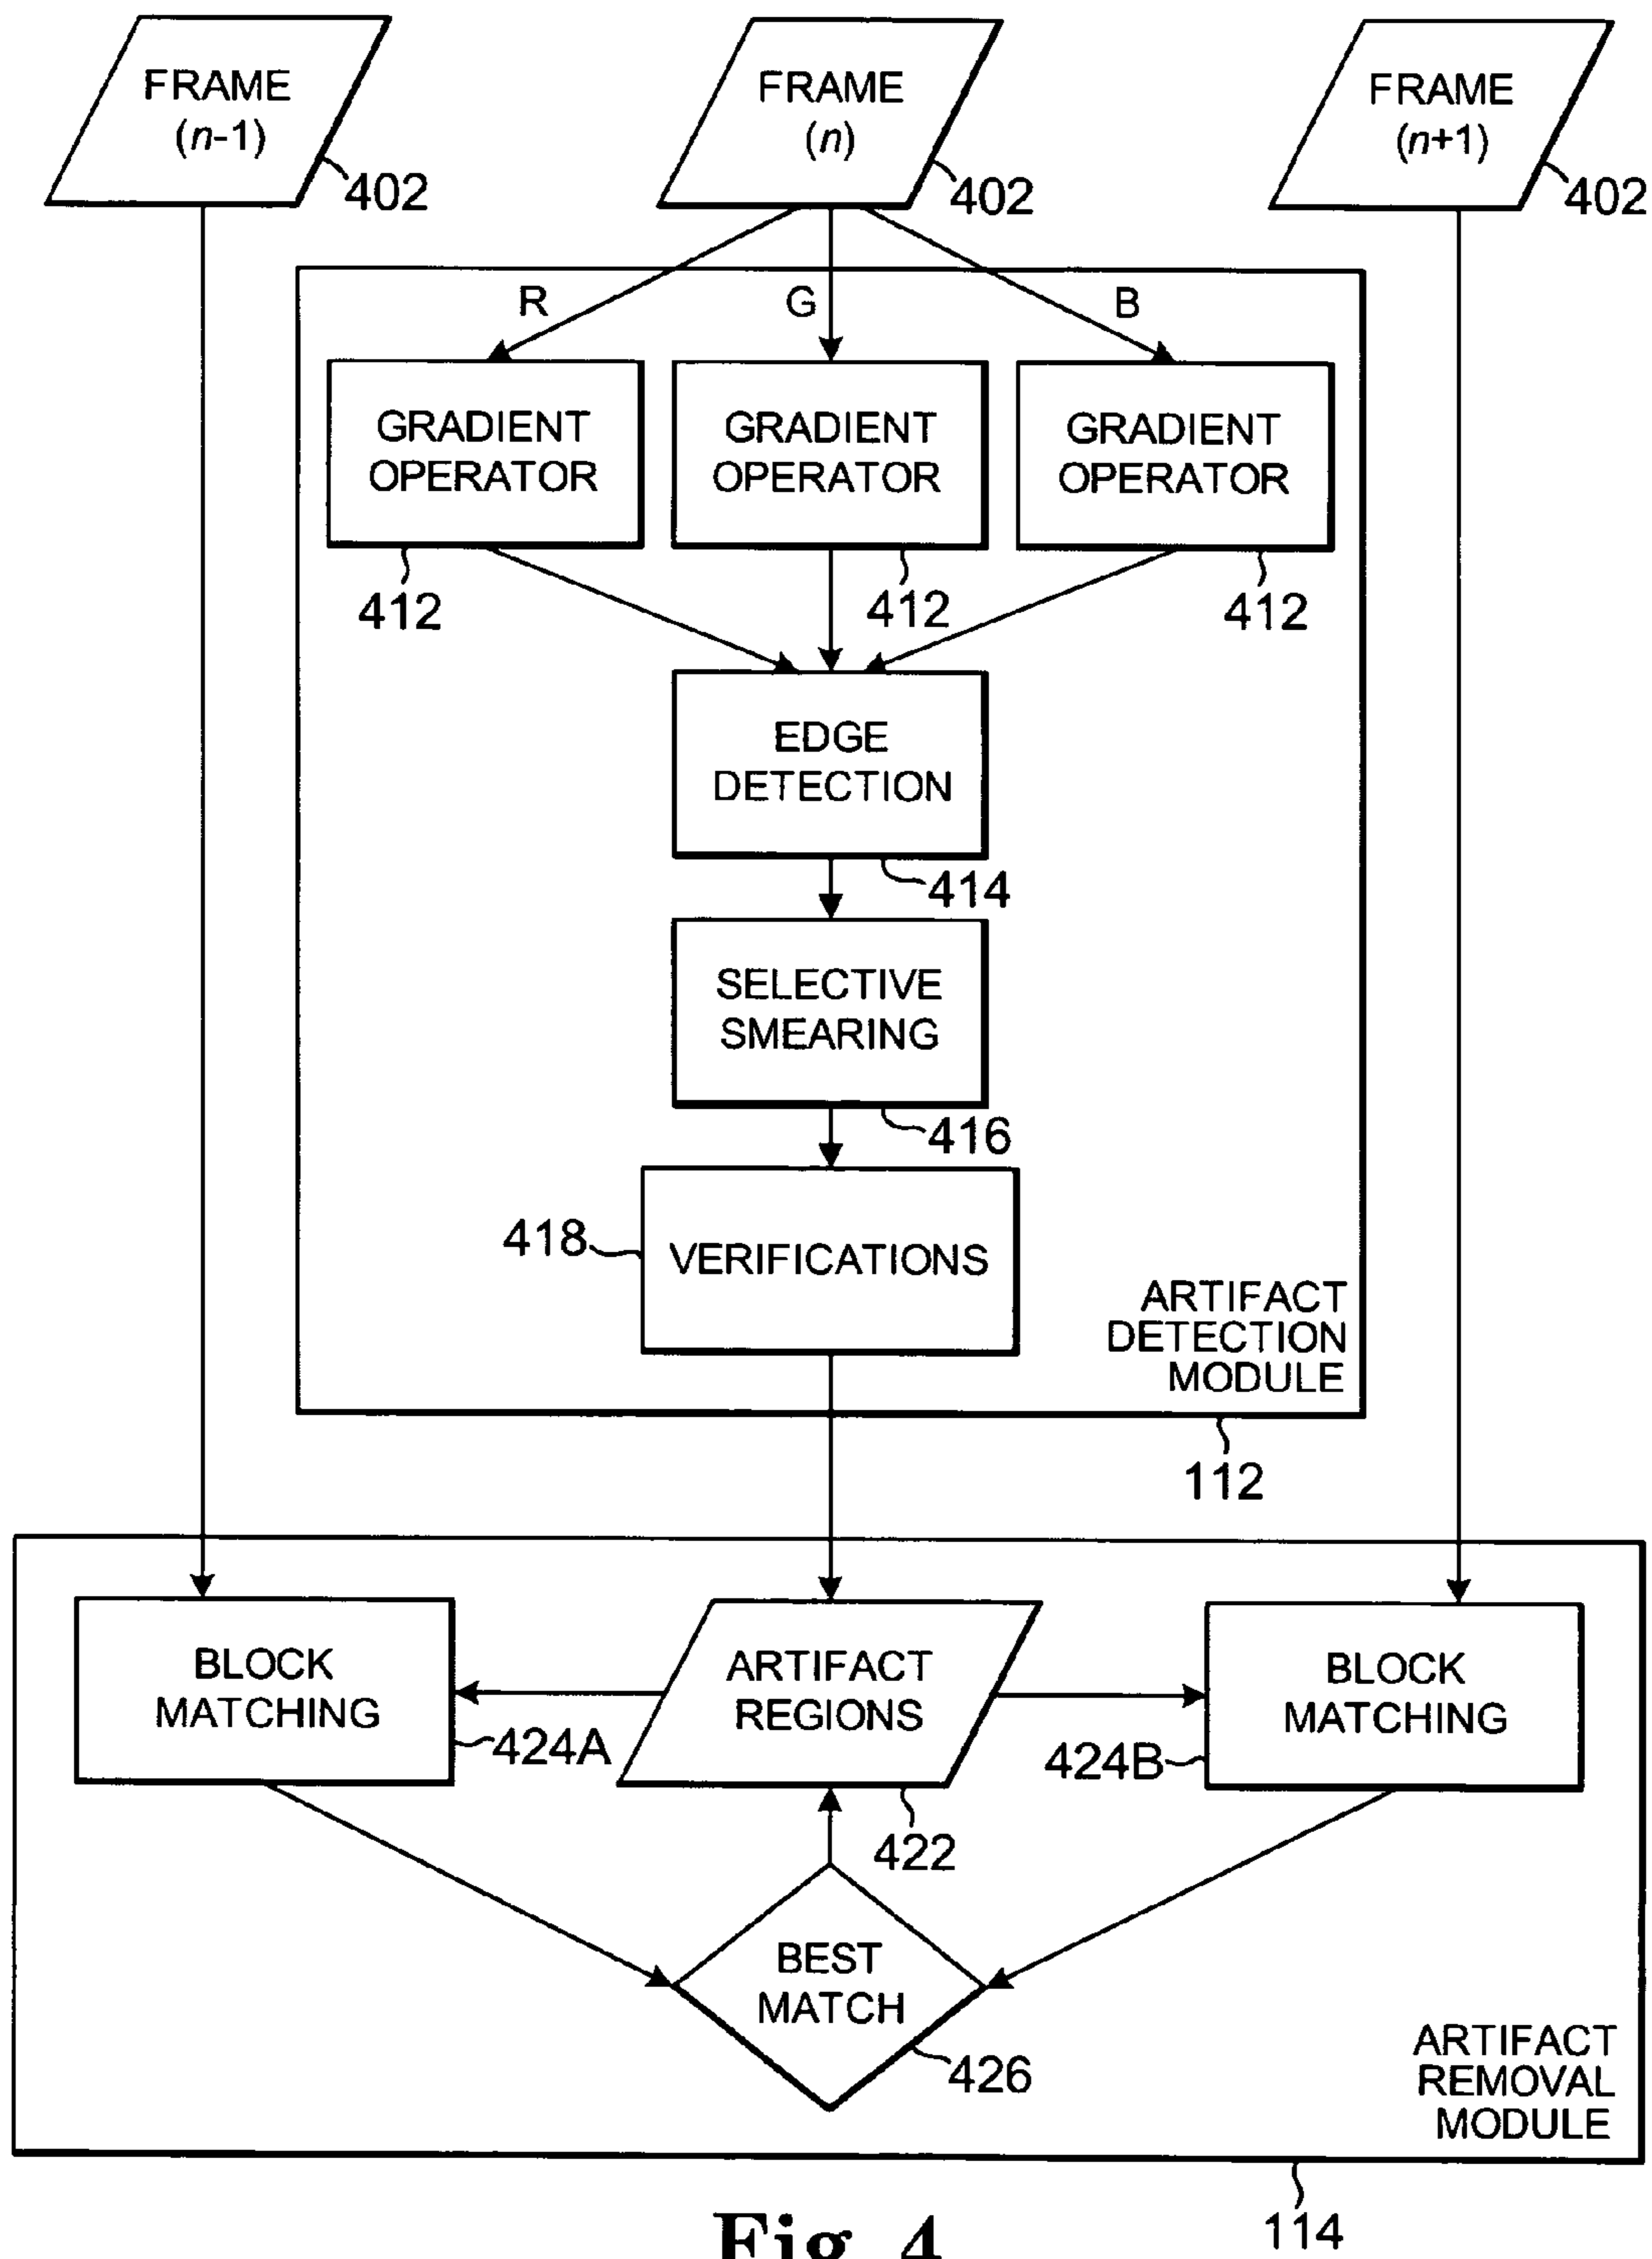 FRAME
(n-1)
402
FRAME
(n)
402
FRAME
(n+1)
402
R
G
B
GRADIENT
OPERATOR
412
GRADIENT
OPERATOR
412
GRADIENT
OPERATOR
412
EDGE
DETECTION
414
SELECTIVE
SMEARING
416
418
VERIFICATIONS
ARTIFACT
DETECTION
MODULE
112
BLOCK
MATCHING
424A
ARTIFACT
REGIONS
422
BLOCK
MATCHING
424B
BEST
MATCH
426
ARTIFACT
REMOVAL
MODULE
114
Fig. 4